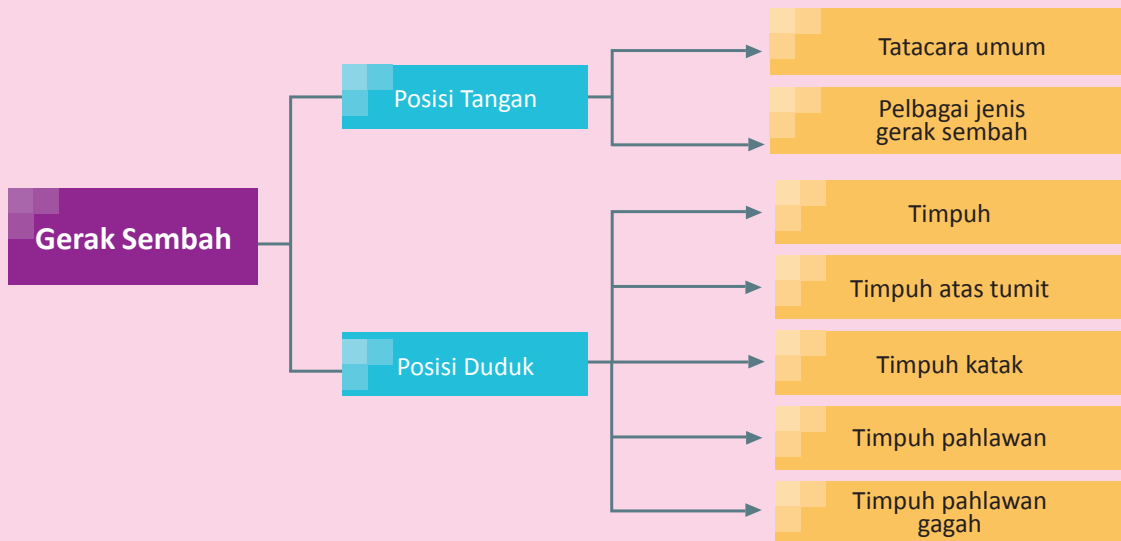 Gerak Sembah
Posisi Tangan
Tatacara umum
Pelbagai jenis
gerak sembah
Posisi Duduk
Timpuh
Timpuh atas tumit
Timpuh katak
Timpuh pahlawan
Timpuh pahlawan
gagah